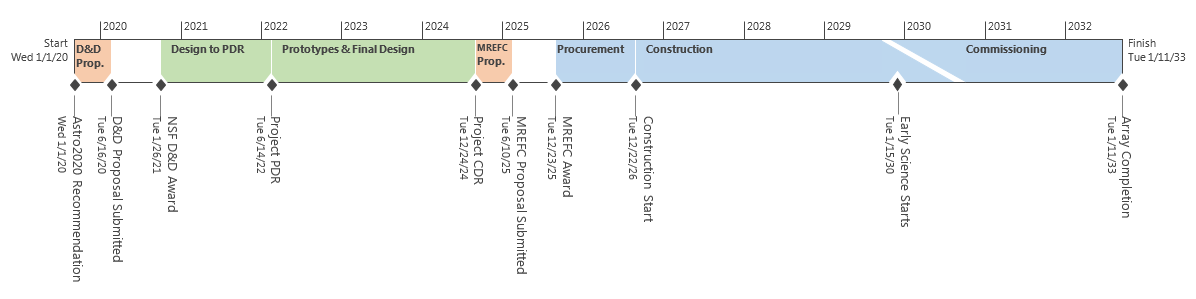 2020
2021
2022
2023
2024
2025
2026
2027
2028
2029
2030
2031
2032
Start
Wed 1/1/20
D&D
Prop.
Design to PDR
Prototypes & Final Design
MREFC
Prop.
Procurement
Construction
Commissioning
Finish
Tue 1/11/33
Astro2020 Recommendation
Wed 1/1/20
D&D Proposal Submitted
Tue 6/16/20
NSF D&D Award
Tue 1/26/21
Project PDR
Tue 6/14/22
Project CDR
Tue 12/24/24
MREFC Proposal Submitted
Tue 6/10/25
MREFC Award
Tue 12/23/25
Construction Start
Tue 12/22/26
Early Science Starts
Tue 1/15/30
Array Completion
Tue 1/11/33